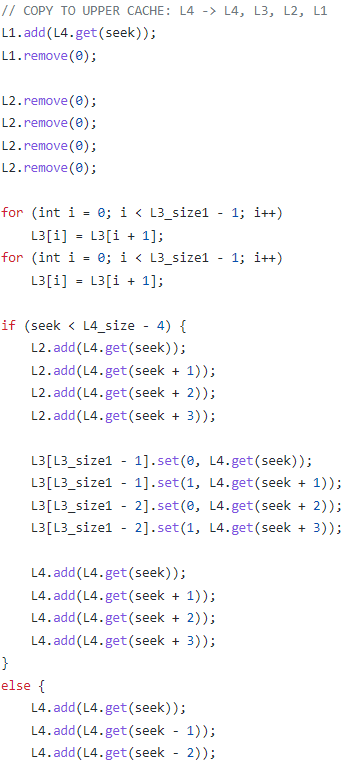 // COPY TO UPPER CACHE: L4 -> L4, L3, L2, L1
L1.add(L4.get(seek));
L1.remove(0);

L2.remove(0);
L2.remove(0);
L2.remove(0);
L2.remove(0);

for (int i = 0; i < L3_size1 - 1; i++)
    L3[i] = L3[i + 1];
for (int i = 0; i < L3_size1 - 1; i++)
    L3[i] = L3[i + 1];

if (seek < L4_size - 4) {
    L2.add(L4.get(seek));
    L2.add(L4.get(seek + 1));
    L2.add(L4.get(seek + 2));
    L2.add(L4.get(seek + 3));

    L3[L3_size1 - 1].set(0, L4.get(seek));
    L3[L3_size1 - 1].set(1, L4.get(seek + 1));
    L3[L3_size1 - 2].set(0, L4.get(seek + 2));
    L3[L3_size1 - 2].set(1, L4.get(seek + 3));

    L4.add(L4.get(seek));
    L4.add(L4.get(seek + 1));
    L4.add(L4.get(seek + 2));
    L4.add(L4.get(seek + 3));
}
else {
    L4.add(L4.get(seek));
    L4.add(L4.get(seek - 1));
    L4.add(L4.get(seek - 2));